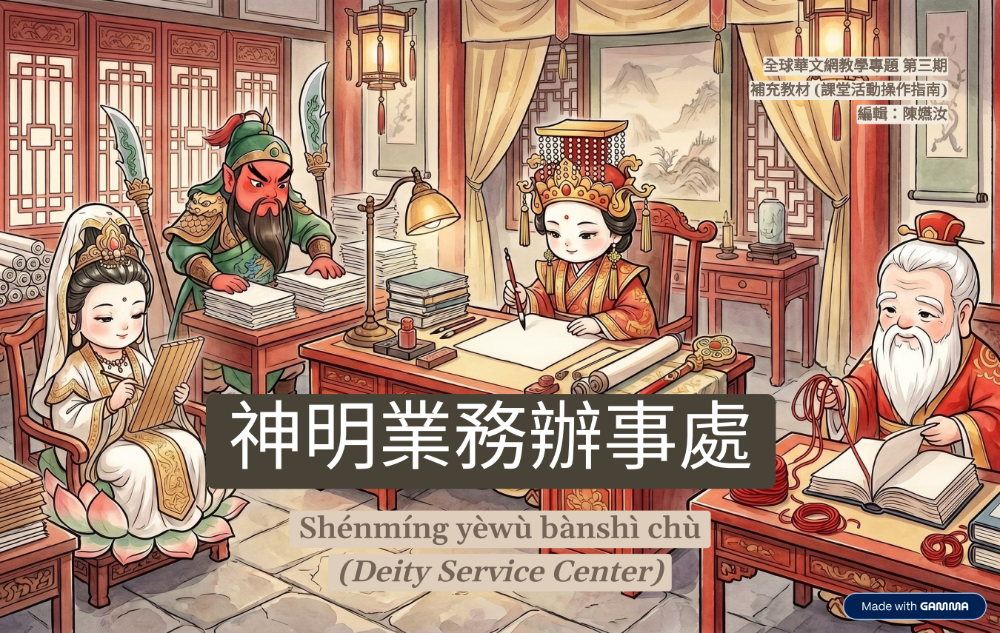 全球華文網教學專題 第三期
補充教材 (課堂活動操作指南)
編輯：陳嬿汝
神明業務辦事處
Shénmíng yèwù bànshì chù
(Deity Service Center)
Made with GAMMA